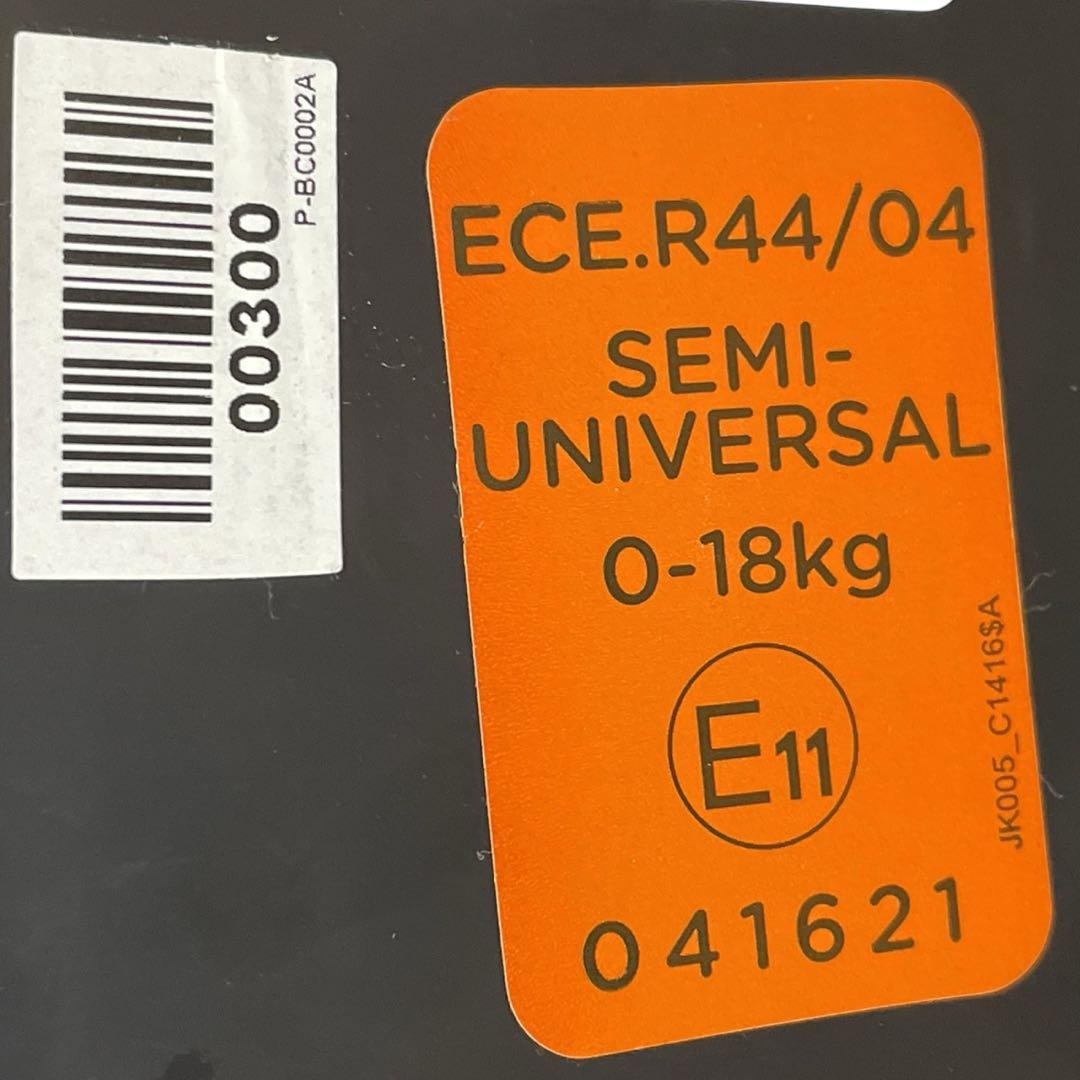 P-BC0002A
00300
ECE.R44/04
SEMI-
UNIVERSAL
0-18kg
E11
041621
JK005_C1416$A